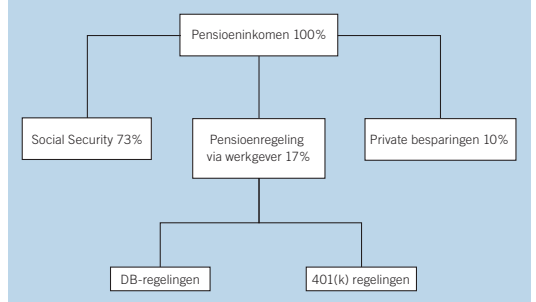 Pensioeninkomen 100%
Social Security 73%
Pensioenregeling
via werkgever 17%
Private besparingen 10%
DB-regelingen
401(k) regelingen